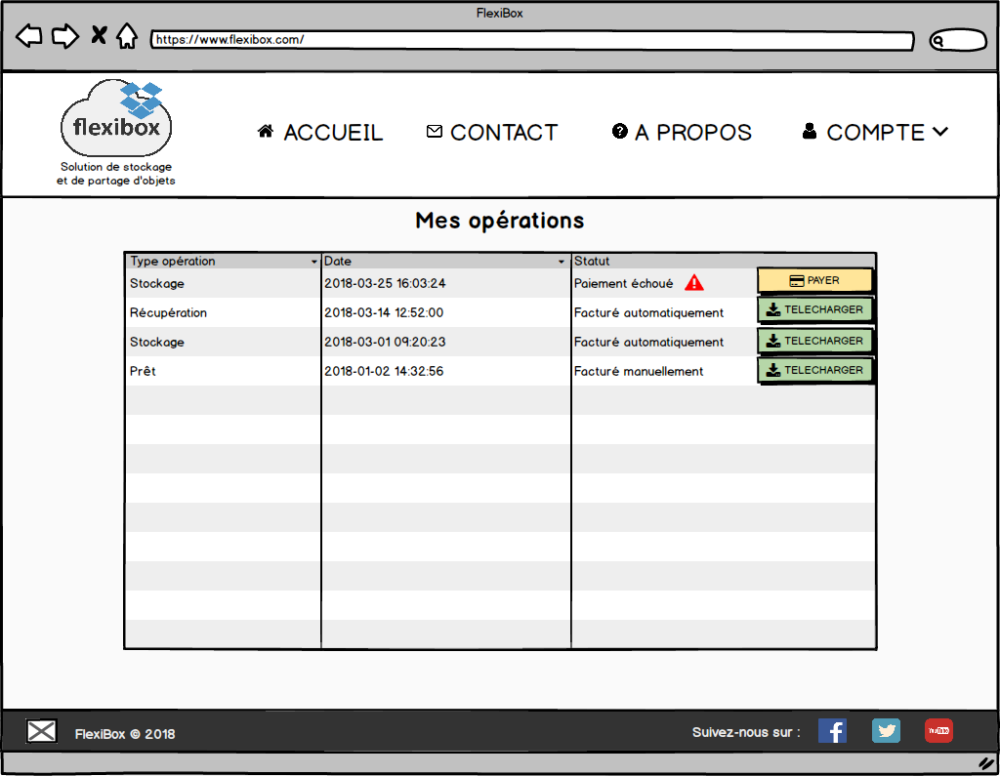 FlexiBox
https://www.flexibox.com/
flexibox
Solution de stockage
et de partage d'objets
ACCUEIL
CONTACT
A PROPOS
COMPTE
Mes opérations
Type opération Date Statut
Stockage 2018-03-25 16:03:24 Paiement échoué PAYER
Récupération 2018-03-14 12:52:00 Facturé automatiquement TELECHARGER
Stockage 2018-03-01 09:20:23 Facturé automatiquement TELECHARGER
Prêt 2018-01-02 14:32:56 Facturé manuellement TELECHARGER
FlexiBox © 2018
Suivez-nous sur :
YouTube